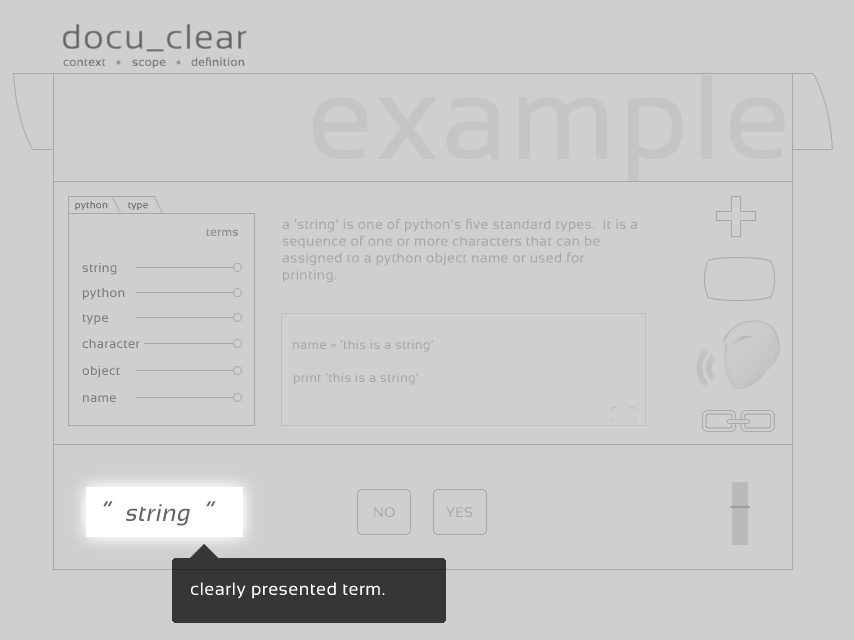 docu_clear
context • scope • definition
example
python type
terms
string
python
type
character
object
name
a 'string' is one of python's five standard types.  it is a
sequence of one or more characters that can be
assigned to a python object name or used for
printing.
name = 'this is a string'
print 'this is a string'
“ string ”
NO YES
clearly presented term.